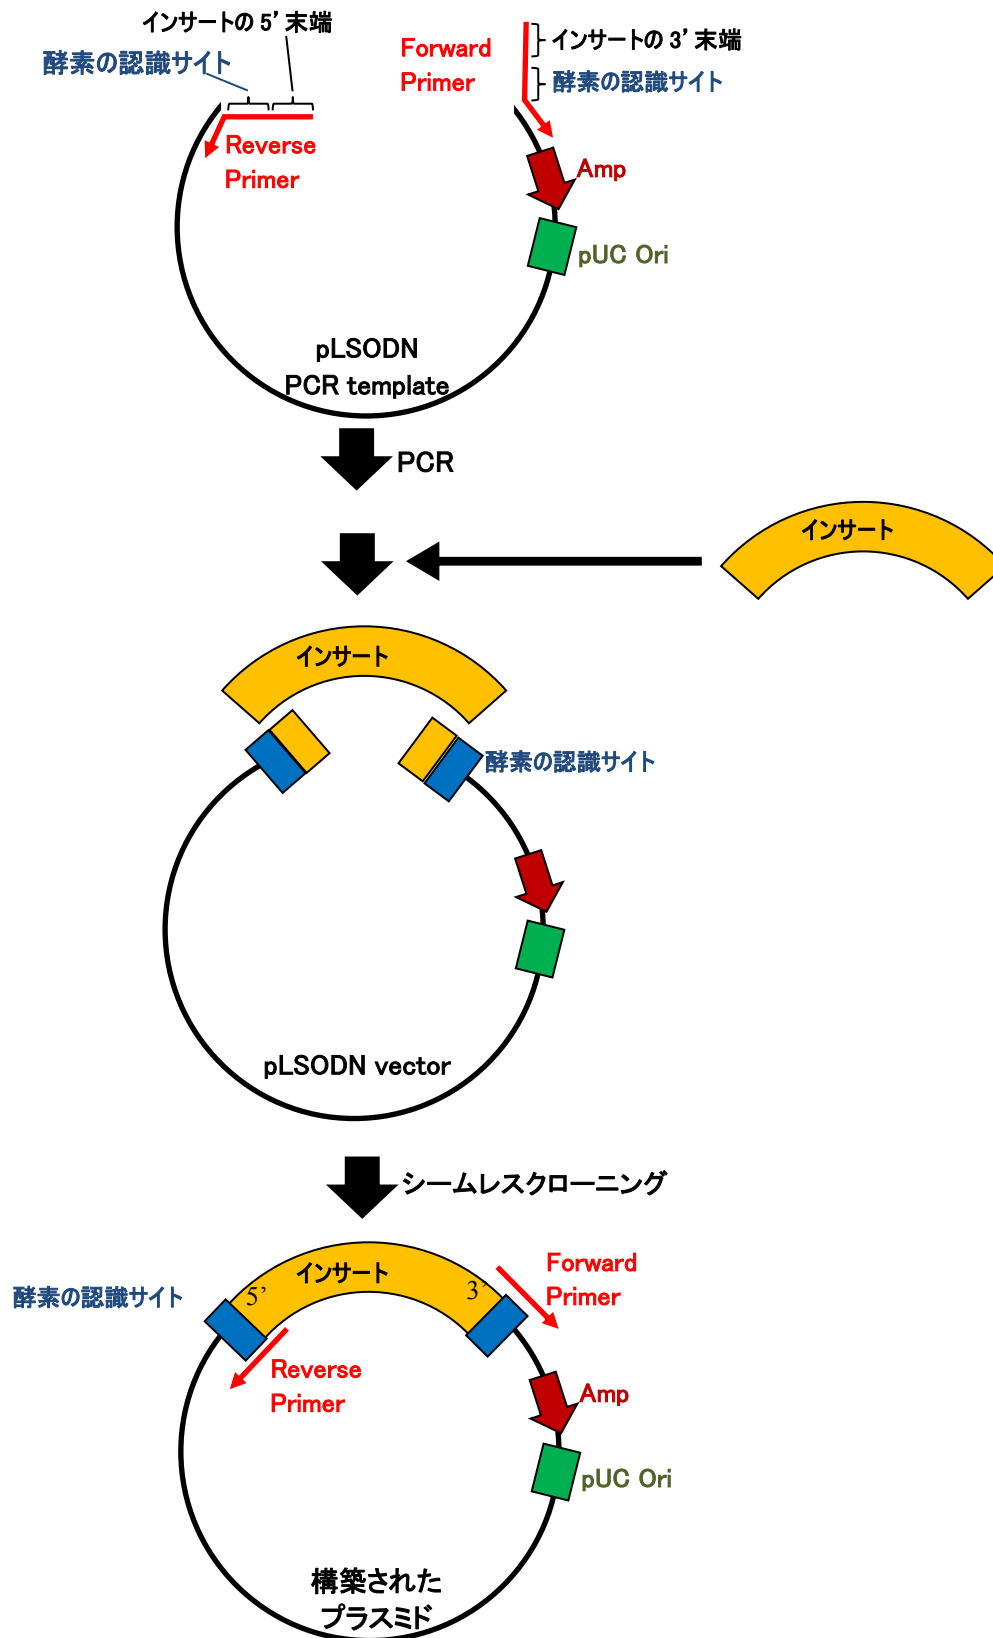 インサートの 5’ 末端
酵素の認識サイト
Forward
Primer
インサートの 3’ 末端
酵素の認識サイト
Reverse
Primer
Amp
pUC Ori
pLSODN
PCR template
PCR
インサート
インサート
酵素の認識サイト
pLSODN vector
シームレスクローニング
Forward
Primer
インサート
酵素の認識サイト
5’
3’
Reverse
Primer
Amp
pUC Ori
構築された
プラスミド